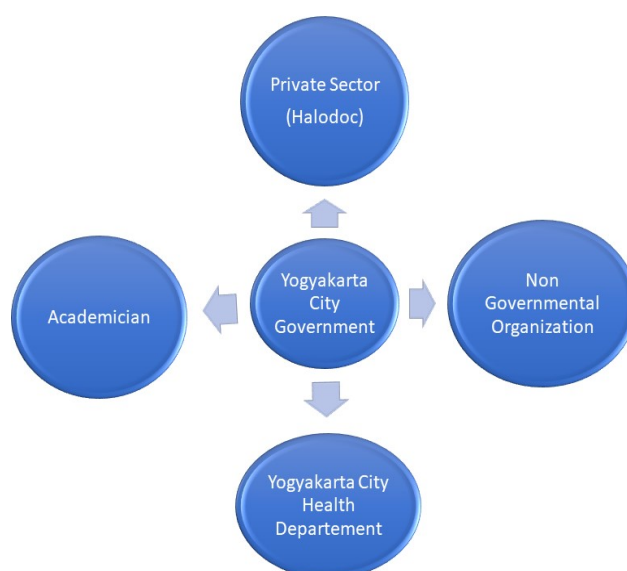 Private Sector
(Halodoc)
Academician
Yogyakarta
City
Government
Non
Governmental
Organization
Yogyakarta City
Health
Departement